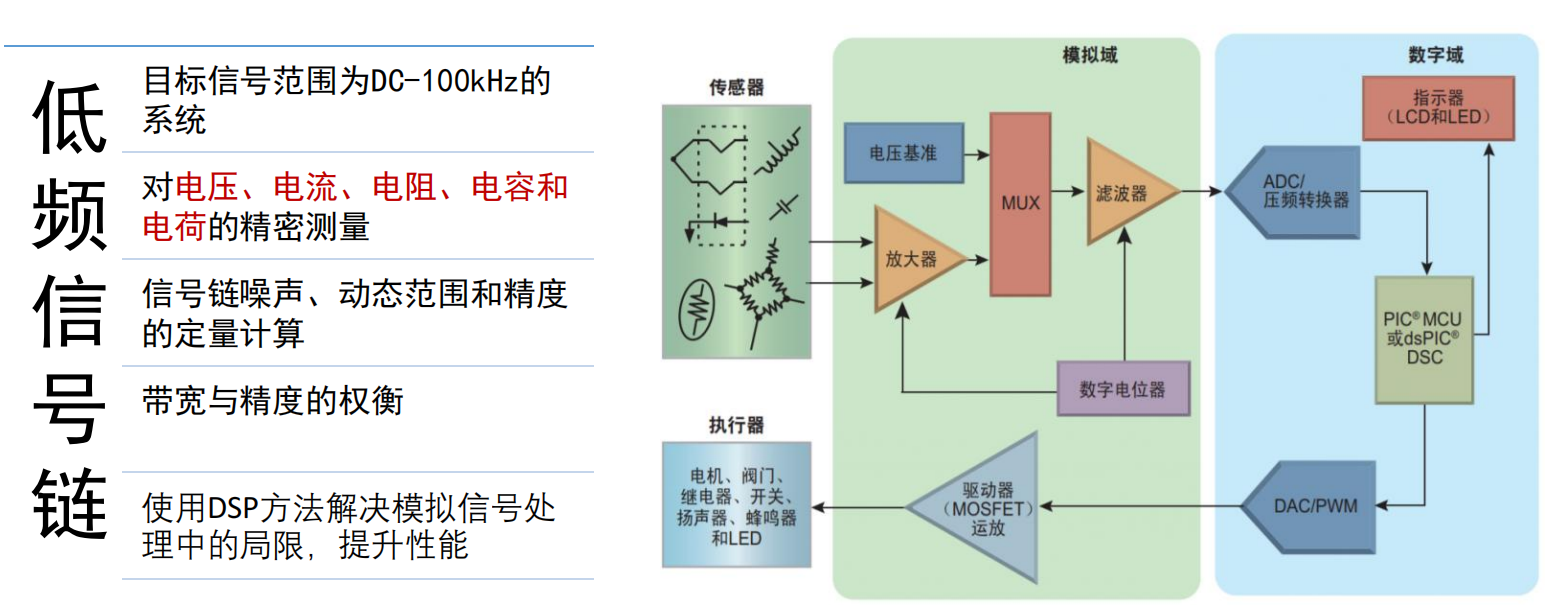 低频信号链
目标信号范围为DC-100kHz的
系统
对电压、电流、电阻、电容和
电荷的精密测量
信号链噪声、动态范围和精度
的定量计算
带宽与精度的权衡
使用DSP方法解决模拟信号处
理中的局限，提升性能
传感器
模拟域
数字域
电压基准
MUX
滤波器
放大器
数字电位器
ADC/
压频转换器
指示器
（LCD和LED）
PIC® MCU
或dsPIC®
DSC
执行器
电机、阀门、
继电器、开关、
扬声器、蜂鸣器
和LED
驱动器
（MOSFET）
运放
DAC/PWM